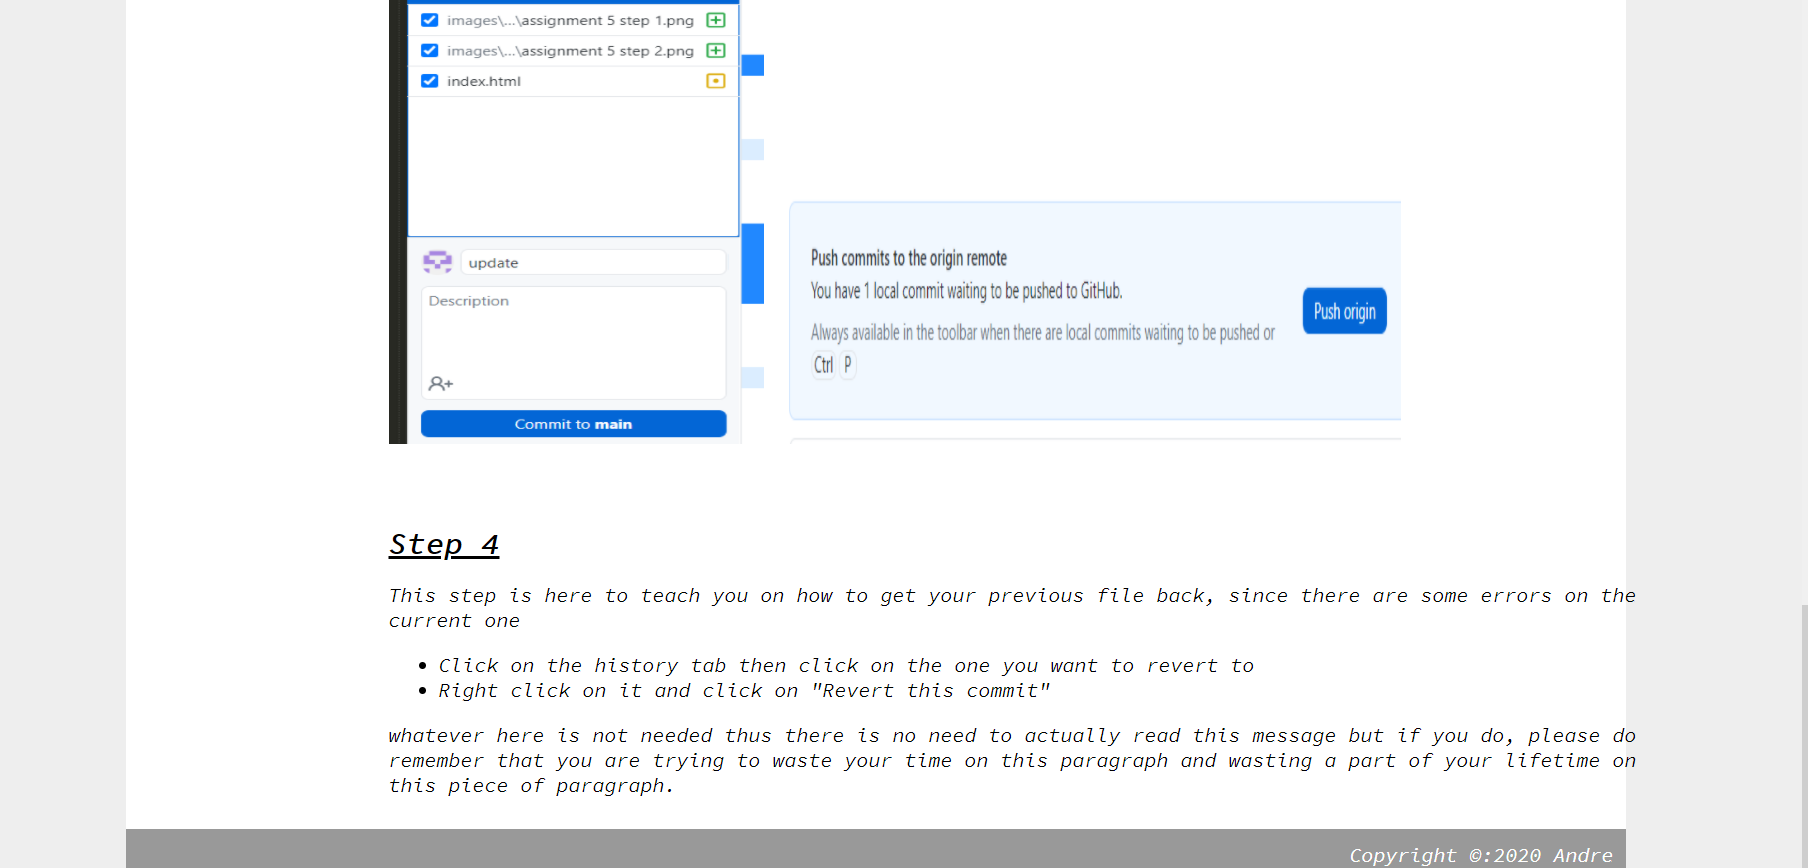 images\...\assignment 5 step 1.png
images\...\assignment 5 step 2.png
index.html
update
Description
Commit to main
Push commits to the origin remote
You have 1 local commit waiting to be pushed to GitHub.
Always available in the toolbar when there are local commits waiting to be pushed or
Ctrl P
Push origin
Step 4
This step is here to teach you on how to get your previous file back, since there are some errors on the
current one
Click on the history tab then click on the one you want to revert to
Right click on it and click on "Revert this commit"
whatever here is not needed thus there is no need to actually read this message but if you do, please do
remember that you are trying to waste your time on this paragraph and wasting a part of your lifetime on
this piece of paragraph.
Copyright ©:2020 Andre